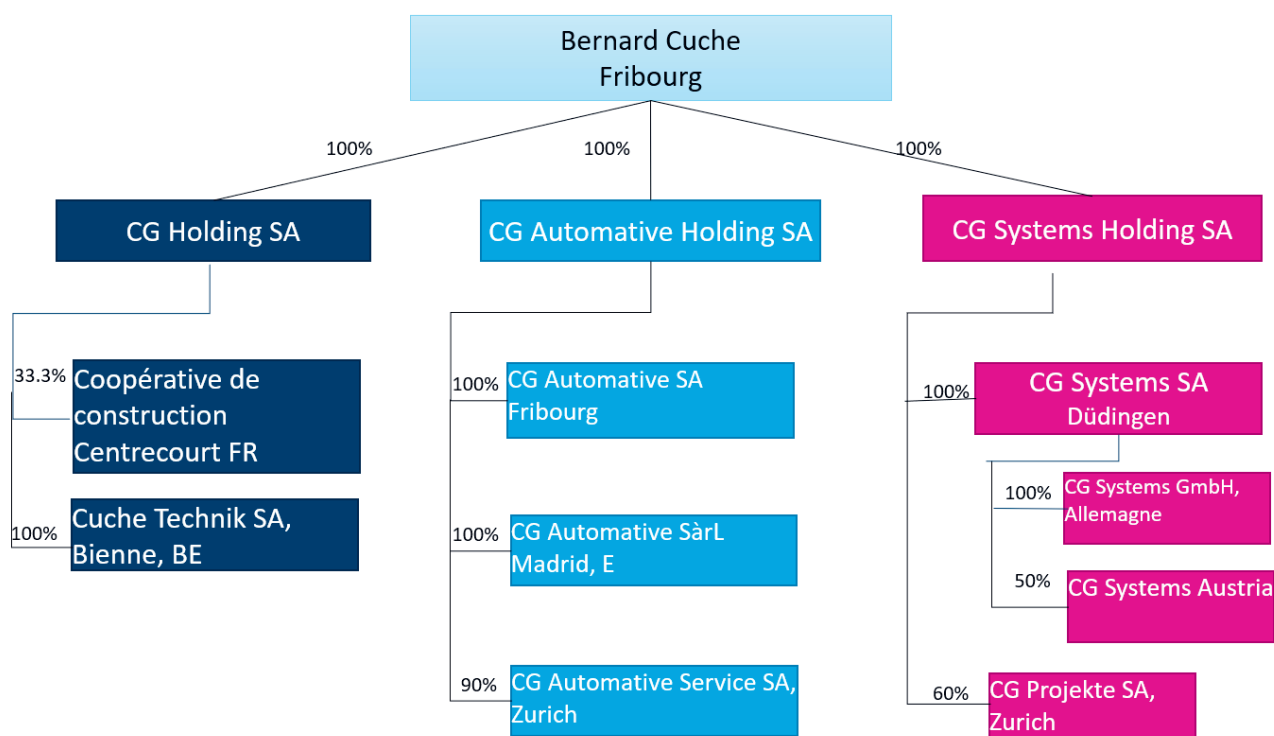 Bernard Cuche
Fribourg
100%
100%
100%
CG Holding SA
CG Automative Holding SA
CG Systems Holding SA
33.3%
Coopérative de
construction
Centrecourt FR
100%
Cuche Technik SA,
Bienne, BE
100%
CG Automative SA
Fribourg
100%
CG Automative SàrL
Madrid, E
90%
CG Automative Service SA,
Zurich
100%
CG Systems SA
Düdingen
100%
CG Systems GmbH,
Allemagne
50%
CG Systems Austria
60%
CG Projekte SA,
Zurich